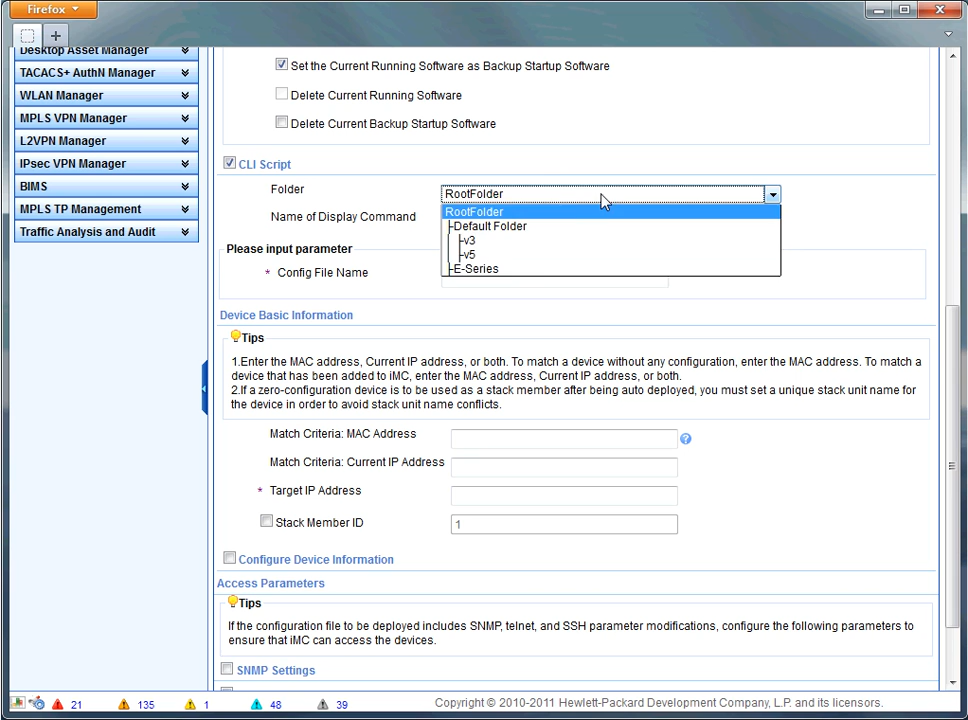 Firefox
Desktop Asset Manager
TACACS+ AuthN Manager
WLAN Manager
MPLS VPN Manager
L2VPN Manager
IPsec VPN Manager
BIMS
MPLS TP Management
Traffic Analysis and Audit
Set the Current Running Software as Backup Startup Software
Delete Current Running Software
Delete Current Backup Startup Software
CLI Script
Folder
RootFolder
RootFolder
Default Folder
v3
v5
E-Series
Name of Display Command
Please input parameter
* Config File Name
Device Basic Information
Tips
1.Enter the MAC address, Current IP address, or both. To match a device without any configuration, enter the MAC address. To match a
device that has been added to iMC, enter the MAC address, Current IP address, or both.
2.If a zero-configuration device is to be used as a stack member after being auto deployed, you must set a unique stack unit name for
the device in order to avoid stack unit name conflicts.
Match Criteria: MAC Address
Match Criteria: Current IP Address
* Target IP Address
Stack Member ID
1
Configure Device Information
Access Parameters
Tips
If the configuration file to be deployed includes SNMP, telnet, and SSH parameter modifications, configure the following parameters to
ensure that iMC can access the devices.
SNMP Settings
21 135 1 48 39
Copyright © 2010-2011 Hewlett-Packard Development Company, L.P. and its licensors.